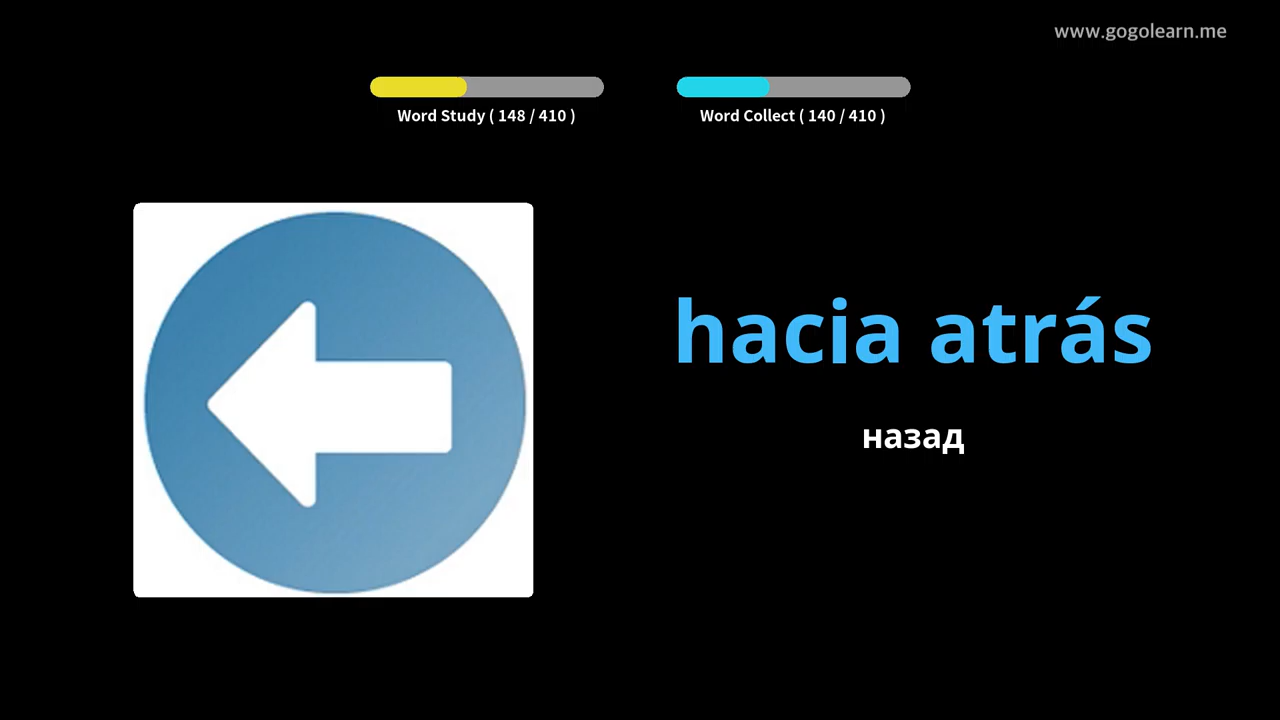 www.gogolearn.me
Word Study ( 148 / 410 )
Word Collect ( 140 / 410 )
hacia atrás
назад